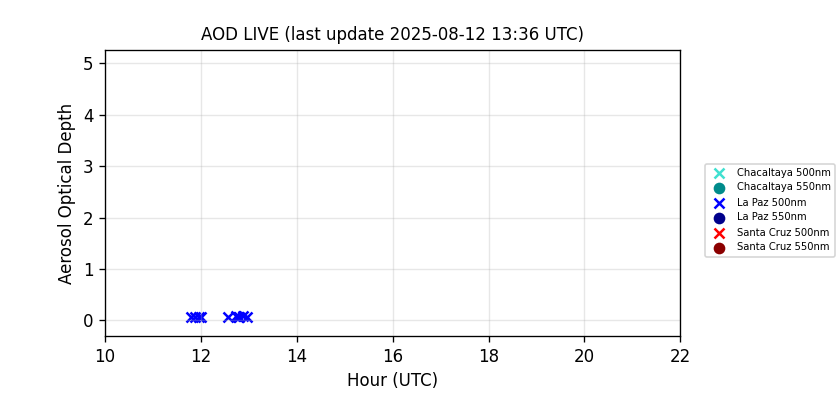 AOD LIVE (last update 2025-08-12 13:36 UTC)
Aerosol Optical Depth
5
4
3
2
1
0
10 12 14 16 18 20 22
Hour (UTC)
Chacaltaya 500nm
Chacaltaya 550nm
La Paz 500nm
La Paz 550nm
Santa Cruz 500nm
Santa Cruz 550nm